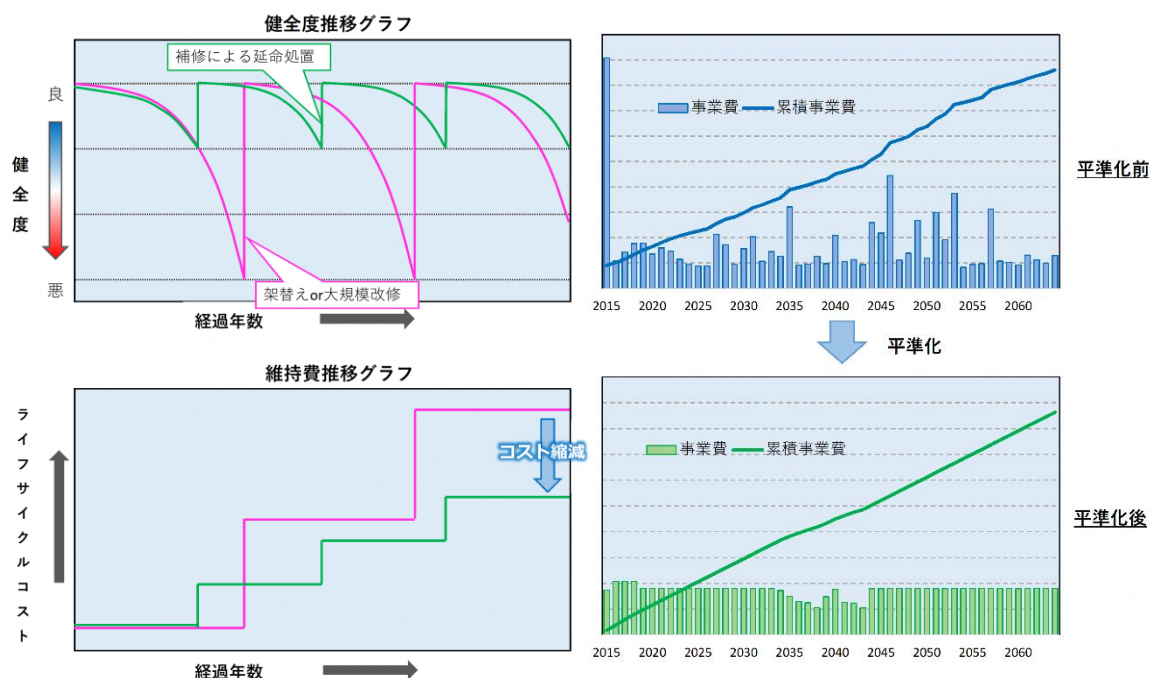 健全度推移グラフ
補修による延命処置
良
健全度
悪
架替えor大規模改修
経過年数
事業費 累積事業費
平準化前
2015 2020 2025 2030 2035 2040 2045 2050 2055 2060
平準化
維持費推移グラフ
ライフサイクルコスト
コスト縮減
経過年数
事業費 累積事業費
平準化後
2015 2020 2025 2030 2035 2040 2045 2050 2055 2060